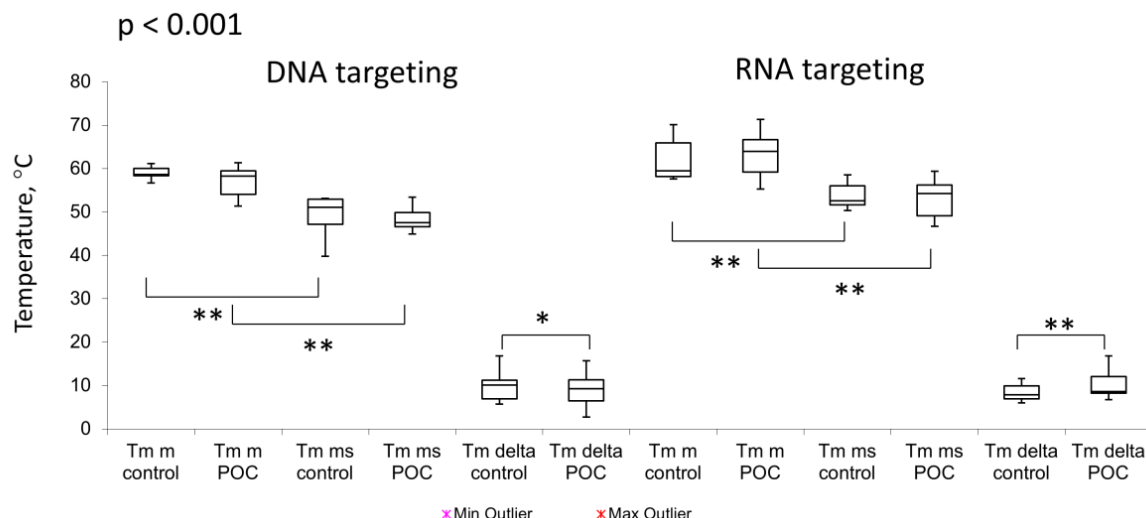 p < 0.001
DNA targeting
RNA targeting
Temperature, °C
80
70
60
50
40
30
20
10
0
**
**
*
**
**
**
Tm m control
Tm m POC
Tm ms control
Tm ms POC
Tm delta control
Tm delta POC
Tm m control
Tm m POC
Tm ms control
Tm ms POC
Tm delta control
Tm delta POC
Min Outlier
Max Outlier